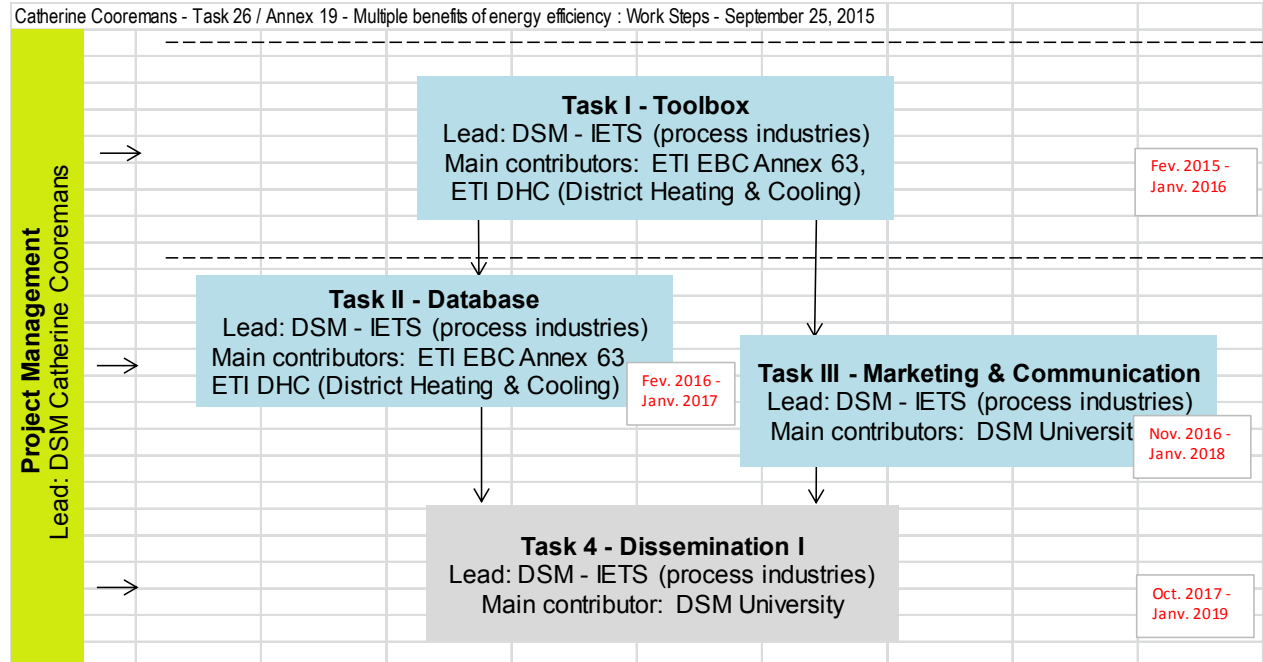 Catherine Cooremans - Task 26 / Annex 19 - Multiple benefits of energy efficiency : Work Steps - September 25, 2015
Project Management
Lead: DSM Catherine Cooremans
Task I - Toolbox
Lead: DSM - IETS (process industries)
Main contributors: ETI EBC Annex 63,
ETI DHC (District Heating & Cooling)
Fev. 2015 -
Janv. 2016
Task II - Database
Lead: DSM - IETS (process industries)
Main contributors: ETI EBC Annex 63
ETI DHC (District Heating & Cooling)
Fev. 2016 -
Janv. 2017
Task III - Marketing & Communication
Lead: DSM - IETS (process industries)
Main contributors: DSM Universit
Nov. 2016 -
Janv. 2018
Task 4 - Dissemination I
Lead: DSM - IETS (process industries)
Main contributor: DSM University
Oct. 2017 -
Janv. 2019